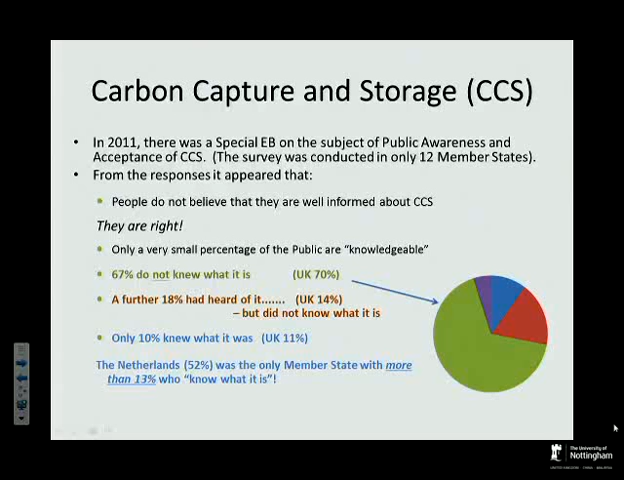 Carbon Capture and Storage (CCS)
• In 2011, there was a Special EB on the subject of Public Awareness and
Acceptance of CCS. (The survey was conducted in only 12 Member States).
• From the responses it appeared that:
• People do not believe that they are well informed about CCS
They are right!
• Only a very small percentage of the Public are "knowledgeable"
• 67% do not knew what it is (UK 70%)
• A further 18% had heard of it....... (UK 14%)
– but did not know what it is
• Only 10% knew what it was (UK 11%)
The Netherlands (52%) was the only Member State with more
than 13% who "know what it is"!
The University of
Nottingham